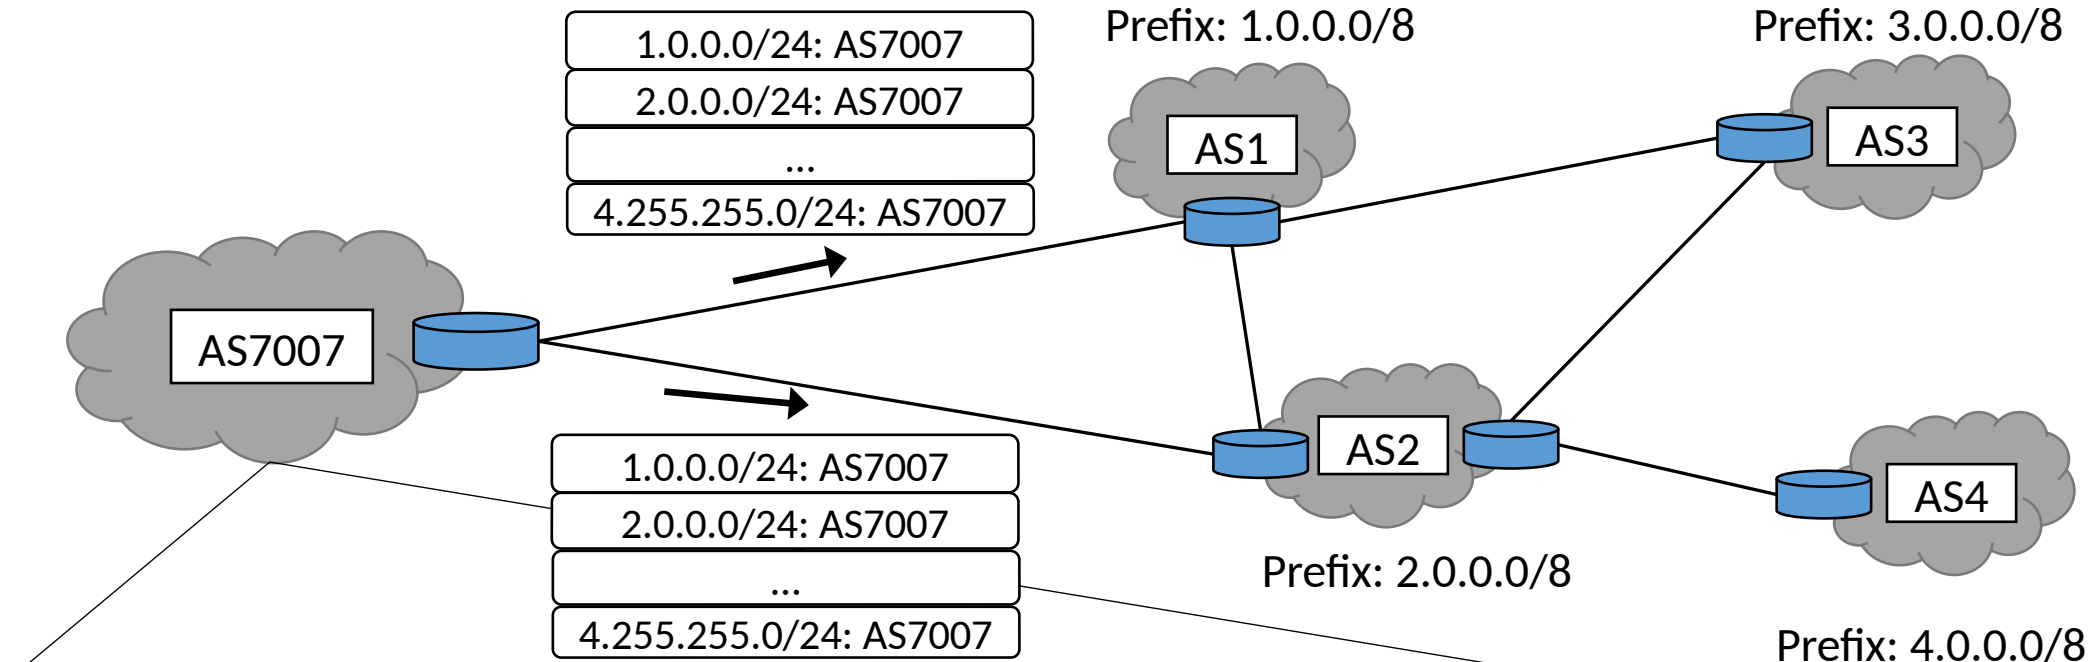 Prefix: 1.0.0.0/8
Prefix: 3.0.0.0/8
1.0.0.0/24: AS7007
2.0.0.0/24: AS7007
...
4.255.255.0/24: AS7007
AS1
AS3
AS7007
AS2
AS4
1.0.0.0/24: AS7007
2.0.0.0/24: AS7007
...
4.255.255.0/24: AS7007
Prefix: 2.0.0.0/8
Prefix: 4.0.0.0/8